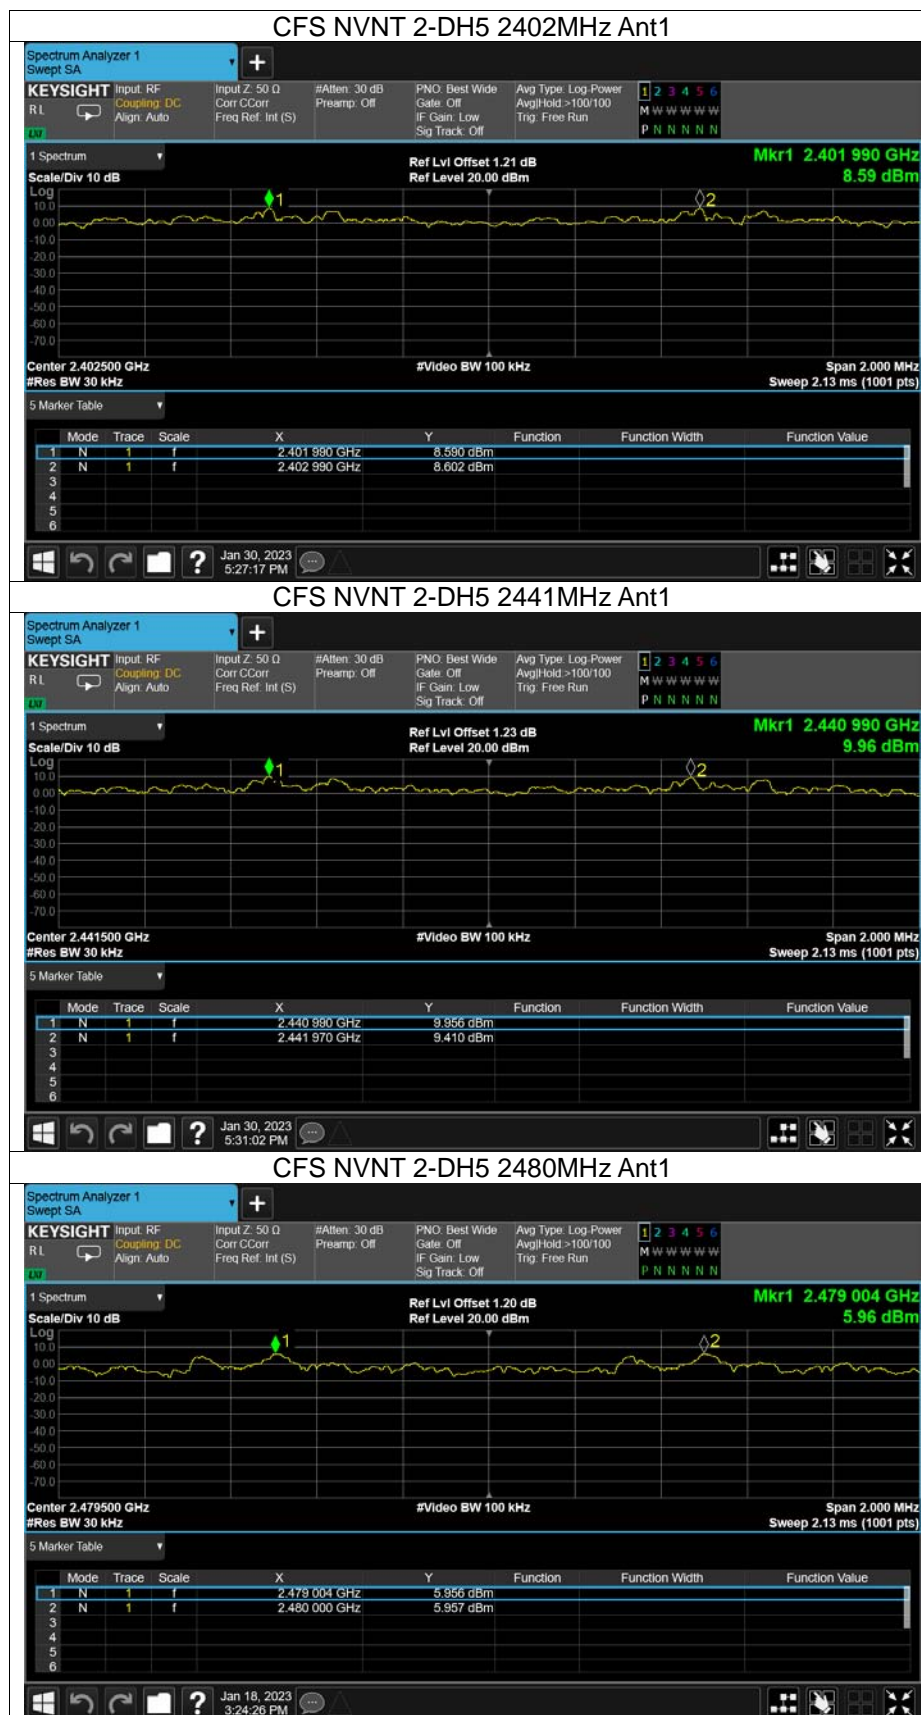 CFS NVNT 2-DH5 2402MHz Ant1
Spectrum Analyzer 1
Swept SA
+
KEYSIGHT Input: RF Input Z: 50 Ω #Atten: 30 dB PNO: Best Wide Avg Type: Log-Power 1 2 3 4 5 6
RL Coupling: DC Corr CCorr Preamp: Off Gate: Off Avg|Hold:>100/100 M W W W W W
Align: Auto Freq Ref: Int (S) IF Gain: Low Trig: Free Run
LXI Sig Track: Off P N N N N N
1 Spectrum Ref Lvl Offset 1.21 dB Mkr1 2.401 990 GHz
Scale/Div 10 dB Ref Level 20.00 dBm 8.59 dBm
Log
10.0
0.00
-10.0
-20.0
-30.0
-40.0
-50.0
-60.0
-70.0
1
2
Center 2.402500 GHz #Video BW 100 kHz Span 2.000 MHz
#Res BW 30 kHz Sweep 2.13 ms (1001 pts)
5 Marker Table
Mode Trace Scale X Y Function Function Width Function Value
1 N 1 f 2.401 990 GHz 8.590 dBm
2 N 1 f 2.402 990 GHz 8.602 dBm
3
4
5
6
? Jan 30, 2023
5:27:17 PM
CFS NVNT 2-DH5 2441MHz Ant1
Spectrum Analyzer 1
Swept SA
+
KEYSIGHT Input: RF Input Z: 50 Ω #Atten: 30 dB PNO: Best Wide Avg Type: Log-Power 1 2 3 4 5 6
RL Coupling: DC Corr CCorr Preamp: Off Gate: Off Avg|Hold:>100/100 M W W W W W
Align: Auto Freq Ref: Int (S) IF Gain: Low Trig: Free Run
LXI Sig Track: Off P N N N N N
1 Spectrum Ref Lvl Offset 1.23 dB Mkr1 2.440 990 GHz
Scale/Div 10 dB Ref Level 20.00 dBm 9.96 dBm
Log
10.0
0.00
-10.0
-20.0
-30.0
-40.0
-50.0
-60.0
-70.0
1
2
Center 2.441500 GHz #Video BW 100 kHz Span 2.000 MHz
#Res BW 30 kHz Sweep 2.13 ms (1001 pts)
5 Marker Table
Mode Trace Scale X Y Function Function Width Function Value
1 N 1 f 2.440 990 GHz 9.956 dBm
2 N 1 f 2.441 970 GHz 9.410 dBm
3
4
5
6
? Jan 30, 2023
5:31:02 PM
CFS NVNT 2-DH5 2480MHz Ant1
Spectrum Analyzer 1
Swept SA
+
KEYSIGHT Input: RF Input Z: 50 Ω #Atten: 30 dB PNO: Best Wide Avg Type: Log-Power 1 2 3 4 5 6
RL Coupling: DC Corr CCorr Preamp: Off Gate: Off Avg|Hold:>100/100 M W W W W W
Align: Auto Freq Ref: Int (S) IF Gain: Low Trig: Free Run
LXI Sig Track: Off P N N N N N
1 Spectrum Ref Lvl Offset 1.20 dB Mkr1 2.479 004 GHz
Scale/Div 10 dB Ref Level 20.00 dBm 5.96 dBm
Log
10.0
0.00
-10.0
-20.0
-30.0
-40.0
-50.0
-60.0
-70.0
1
2
Center 2.479500 GHz #Video BW 100 kHz Span 2.000 MHz
#Res BW 30 kHz Sweep 2.13 ms (1001 pts)
5 Marker Table
Mode Trace Scale X Y Function Function Width Function Value
1 N 1 f 2.479 004 GHz 5.956 dBm
2 N 1 f 2.480 000 GHz 5.957 dBm
3
4
5
6
? Jan 18, 2023
3:24:26 PM